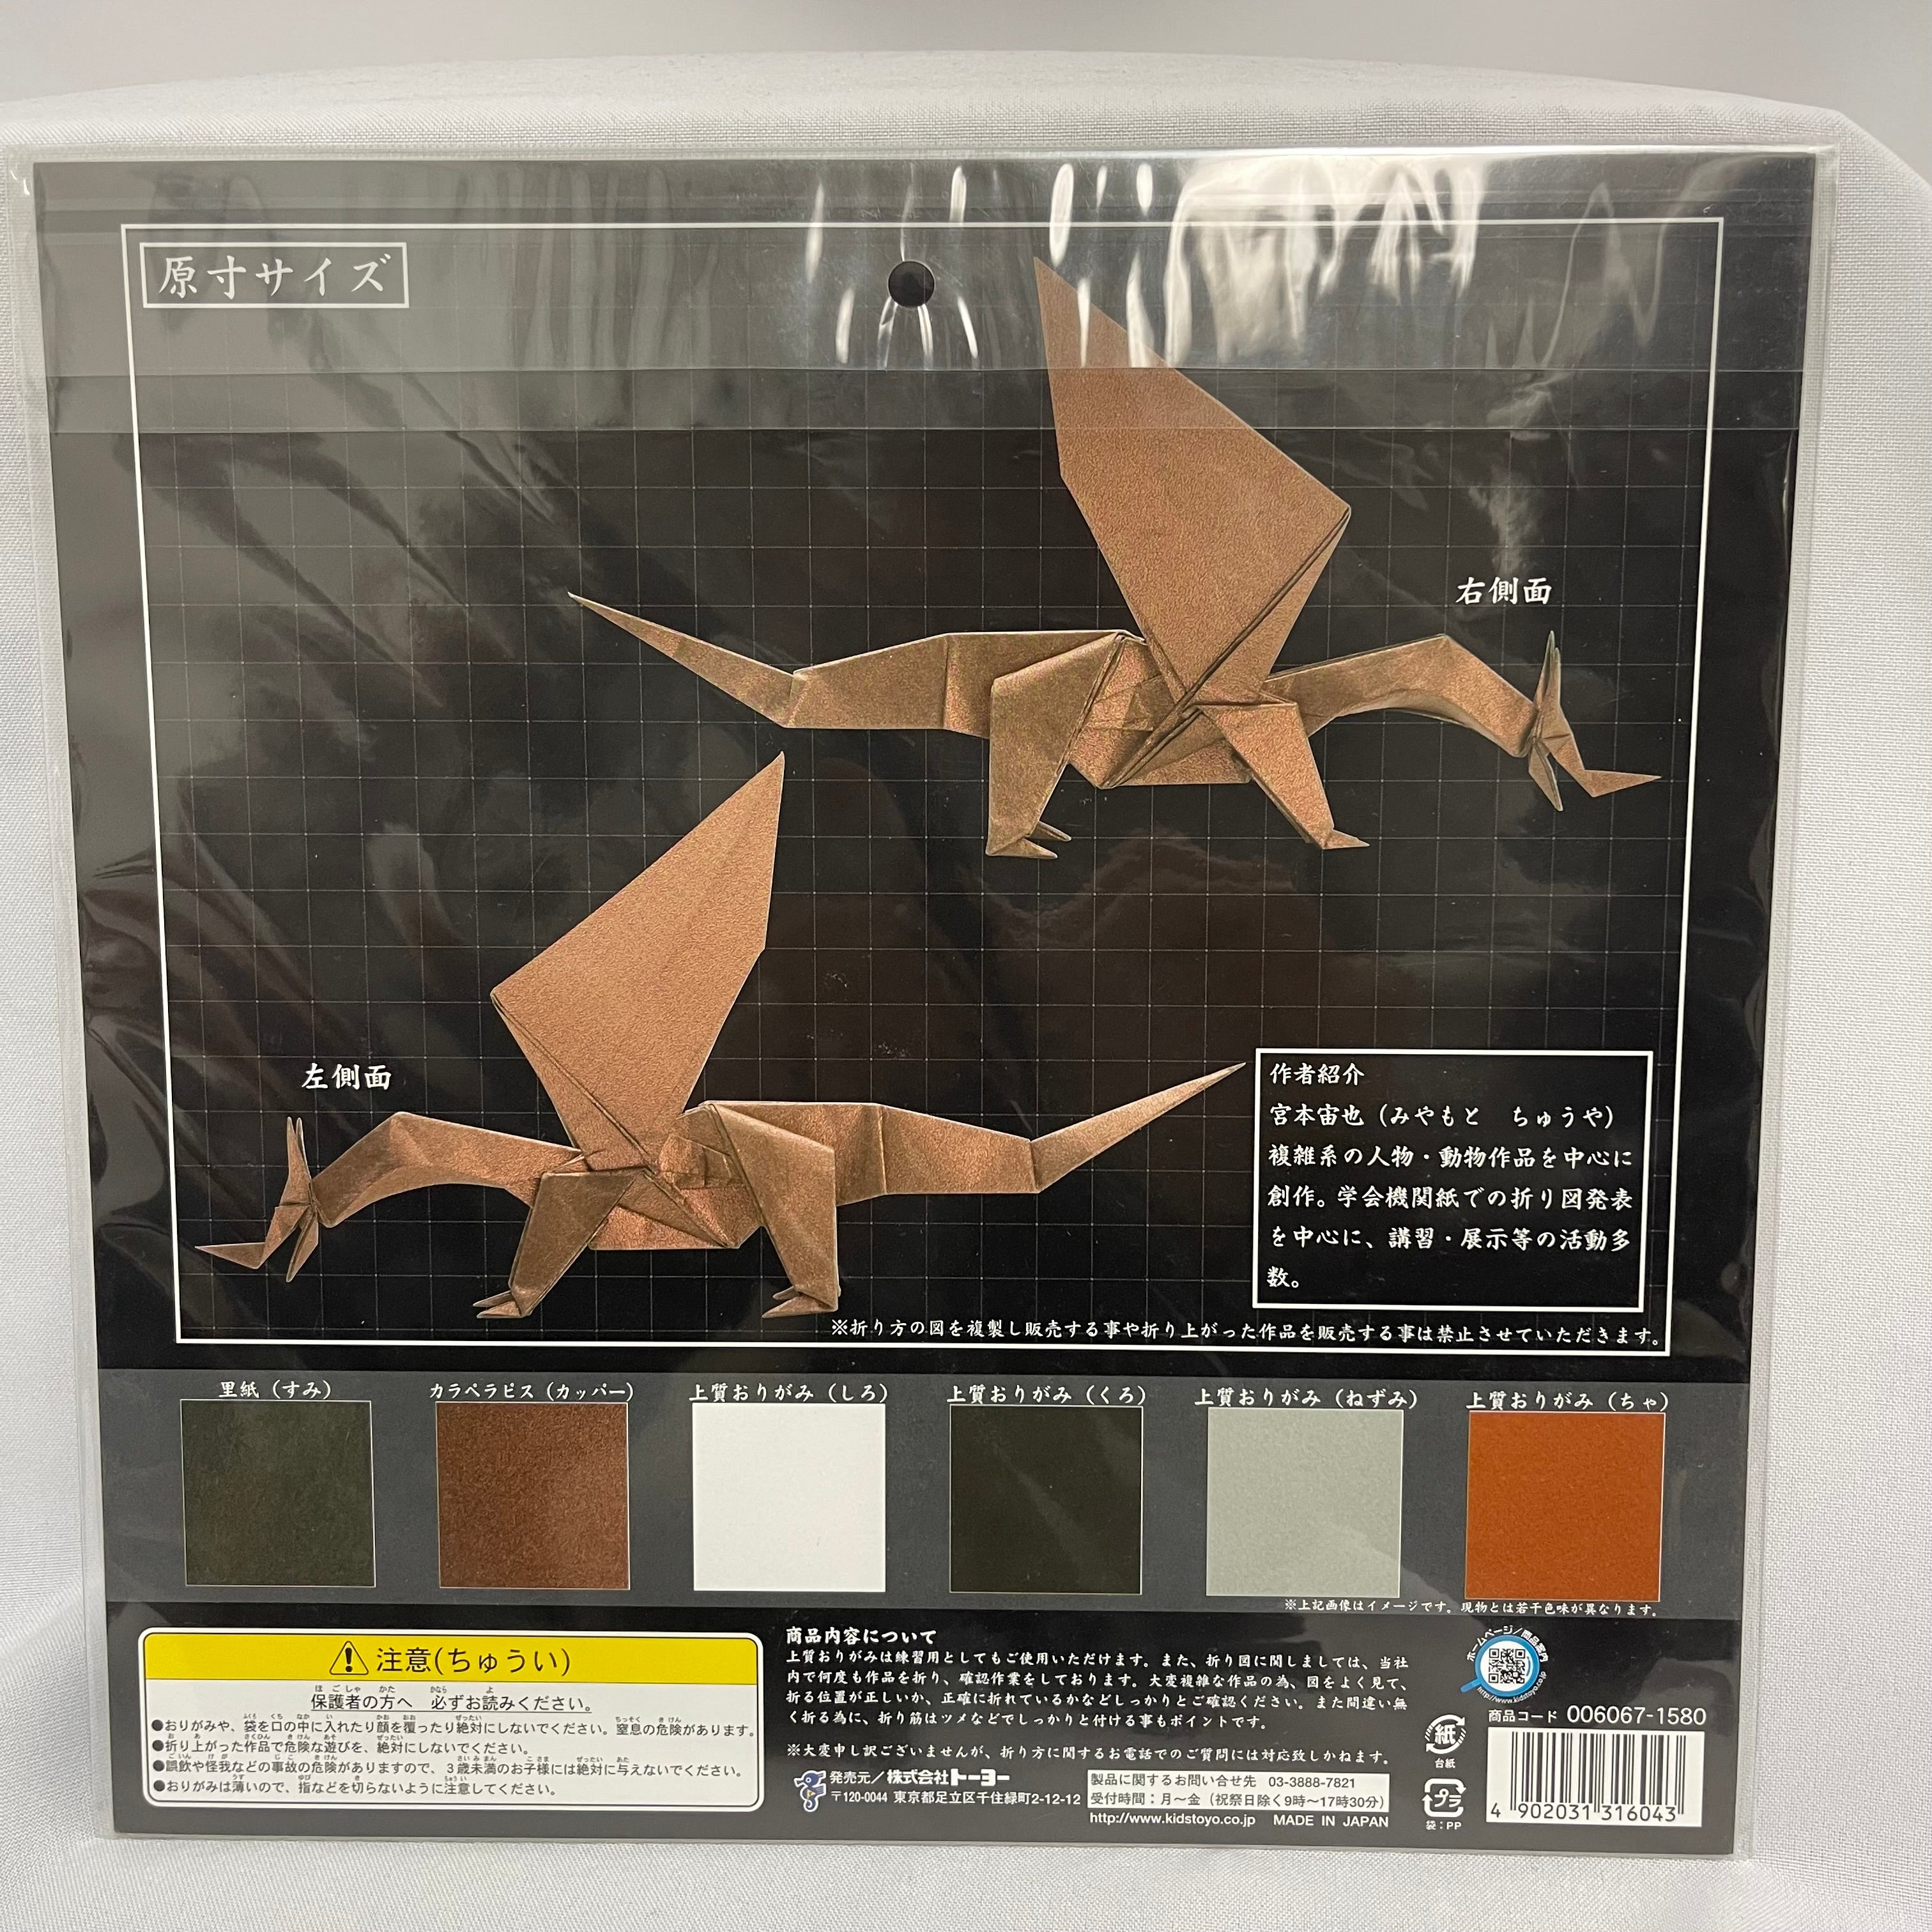 原寸サイズ
右側面
左側面
作者紹介
宮本宙也（みやもと　ちゅうや）
複雑系の人物・動物作品を中心に
創作。学会機関紙での折り図発表
を中心に、講習・展示等の活動多
数。
※折り方の図を複製し販売する事や折り上がった作品を販売する事は禁止させていただきます。
里紙（すみ）
カラペラピス（カッパー）
上質おりがみ（しろ）
上質おりがみ（くろ）
上質おりがみ（ねずみ）
上質おりがみ（ちゃ）
※上記画像はイメージです。現物とは若干色味が異なります。
注意(ちゅうい)
保護者の方へ　必ずお読みください。
●おりがみや、袋を口の中に入れたり顔を覆ったり絶対にしないでください。窒息の危険があります。
●折り上がった作品で危険な遊びを、絶対にしないでください。
●誤飲や怪我などの事故の危険がありますので、３歳未満のお子様には絶対に与えないでください。
●おりがみは薄いので、指などを切らないように注意してください。
商品内容について
上質おりがみは練習用としてもご使用いただけます。また、折り図に関しましては、当社
内で何度も作品を折り、確認作業をしております。大変複雑な作品の為、図をよく見て、
折る位置が正しいか、正確に折れているかなどしっかりとご確認ください。また間違い無
く折る為に、折り筋はツメなどでしっかりと付ける事もポイントです。
※大変申し訳ございませんが、折り方に関するお電話でのご質問には対応致しかねます。
発売元／株式会社トーヨー
〒120-0044 東京都足立区千住緑町2-12-12
製品に関するお問い合せ先　03-3888-7821
受付時間：月〜金（祝祭日除く9時〜17時30分）
http://www.kidstoyo.co.jp　MADE IN JAPAN
ホームページ／商品案内
http://www.kidstoyo.co.jp
商品コード 006067-1580
紙
台紙
プラ
袋：PP
4 902031 316043